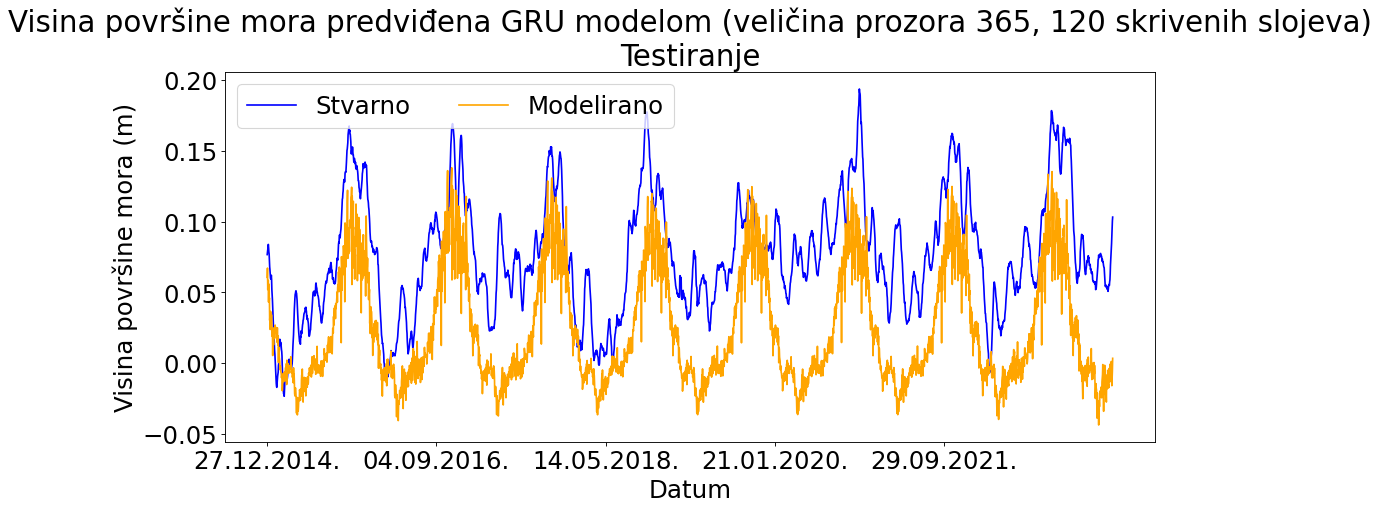 Visina površine mora predviđena GRU modelom (veličina prozora 365, 120 skrivenih slojeva)
Testiranje
Stvarno
Modelirano
Visina površine mora (m)
0.20
0.15
0.10
0.05
0.00
−0.05
27.12.2014.
04.09.2016.
14.05.2018.
21.01.2020.
29.09.2021.
Datum